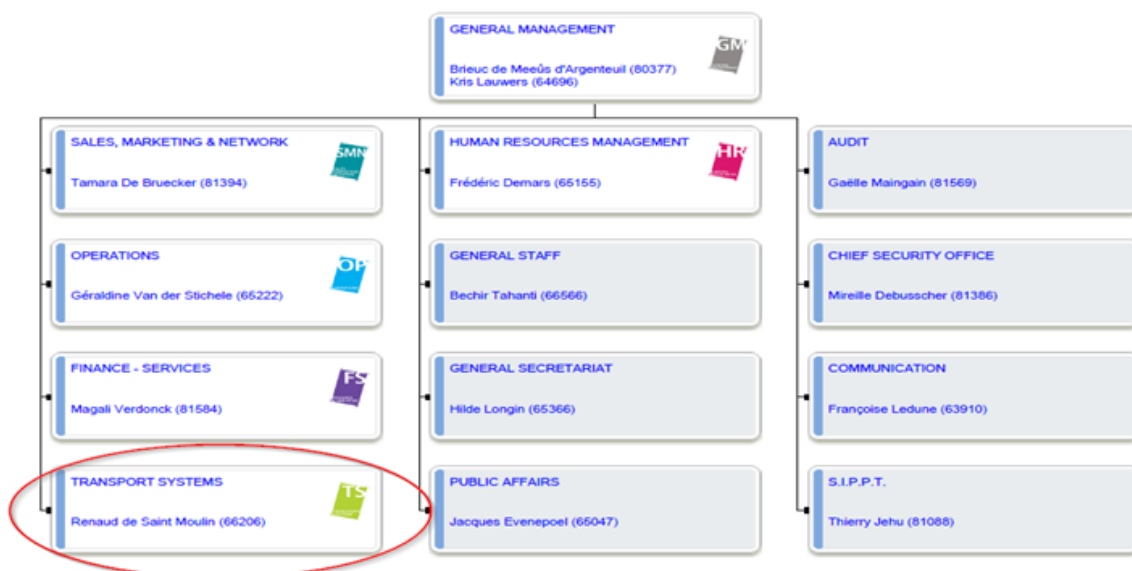 GENERAL MANAGEMENT
GM
Brieuc de Meeûs d'Argenteuil (80377)
Kris Lauwers (64696)
SALES, MARKETING & NETWORK
SMN
Tamara De Bruecker (81394)
HUMAN RESOURCES MANAGEMENT
HR
Frédéric Demars (65155)
AUDIT
Gaëlle Maingain (81569)
OPERATIONS
OP
Géraldine Van der Stichele (65222)
GENERAL STAFF
Bechir Tahanti (66566)
CHIEF SECURITY OFFICE
Mireille Debusscher (81386)
FINANCE - SERVICES
FS
Magali Verdonck (81584)
GENERAL SECRETARIAT
Hilde Longin (65366)
COMMUNICATION
Françoise Ledune (63910)
TRANSPORT SYSTEMS
TS
Renaud de Saint Moulin (66206)
PUBLIC AFFAIRS
Jacques Evenepoel (65047)
S.I.P.P.T.
Thierry Jehu (81088)